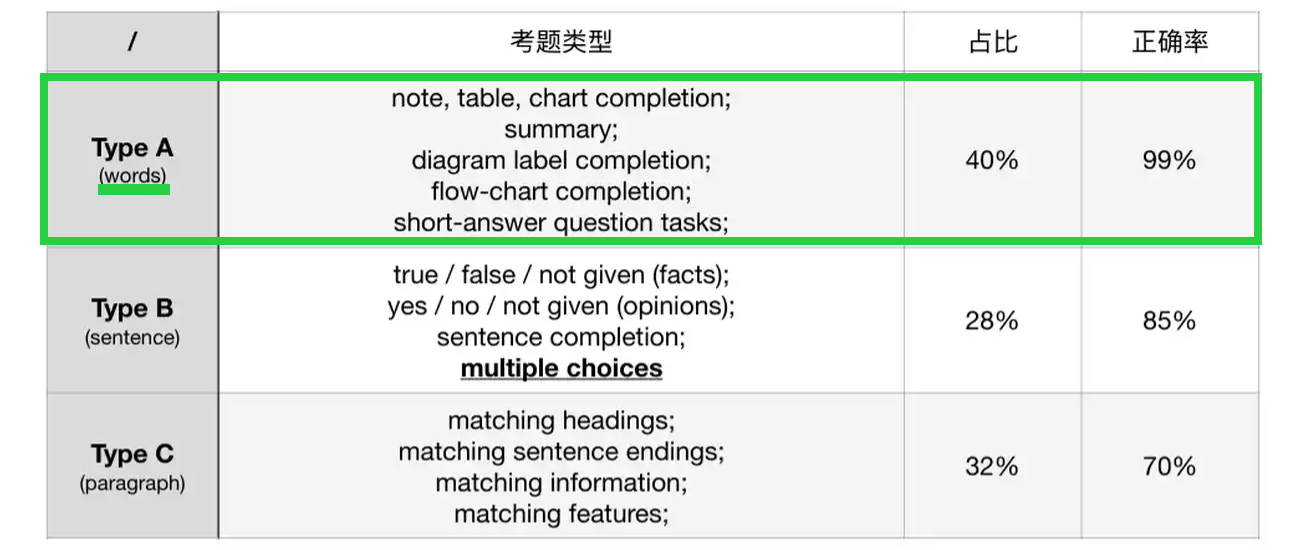 / 考题类型 占比 正确率
note, table, chart completion;
summary;
Type A
(words)
diagram label completion;
flow-chart completion;
short-answer question tasks;
40% 99%
true / false / not given (facts);
yes / no / not given (opinions);
Type B
(sentence)
sentence completion;
multiple choices
28% 85%
matching headings;
matching sentence endings;
Type C
(paragraph)
matching information;
matching features;
32% 70%